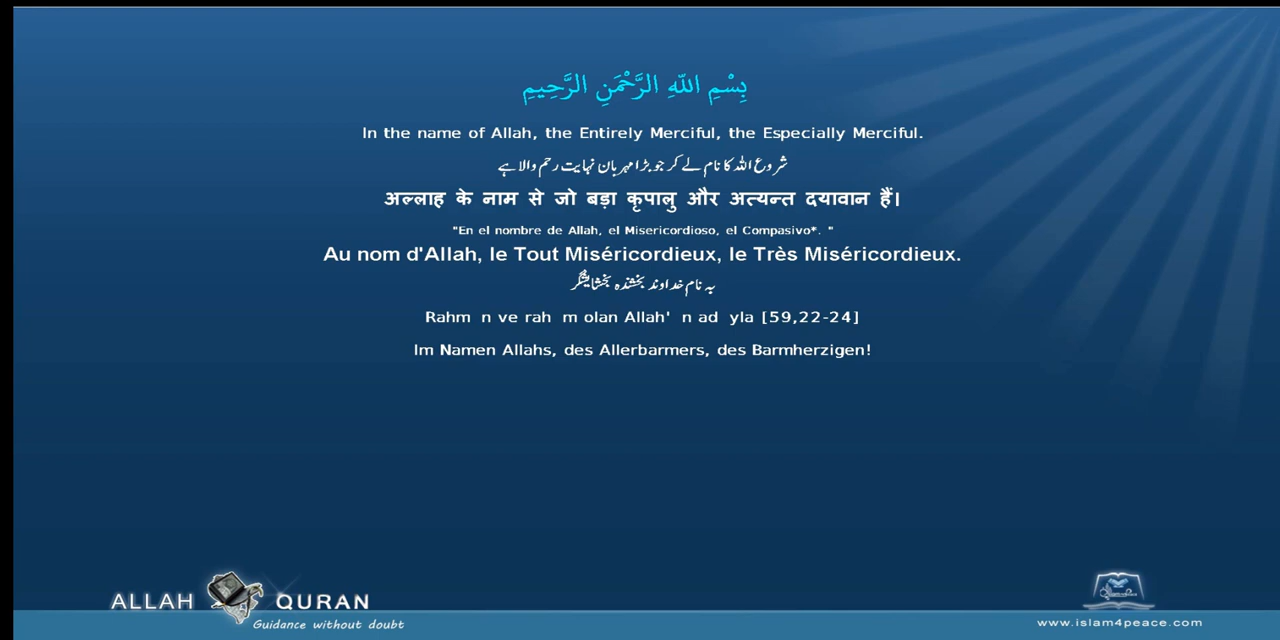 بِسْمِ اللّهِ الرَّحْمَنِ الرَّحِيمِ
In the name of Allah, the Entirely Merciful, the Especially Merciful.
شروع اللہ کا نام لے کر جو بڑا مہربان نہایت رحم والا ہے
अल्लाह के नाम से जो बड़ा कृपालु और अत्यन्त दयावान हैं।
"En el nombre de Allah, el Misericordioso, el Compasivo*. "
Au nom d'Allah, le Tout Miséricordieux, le Très Miséricordieux.
به نام خداوند بخشنده بخشایشگر
Rahm n ve rah m olan Allah' n ad yla [59,22-24]
Im Namen Allahs, des Allerbarmers, des Barmherzigen!
ALLAH QURAN
Guidance without doubt
www.islam4peace.com